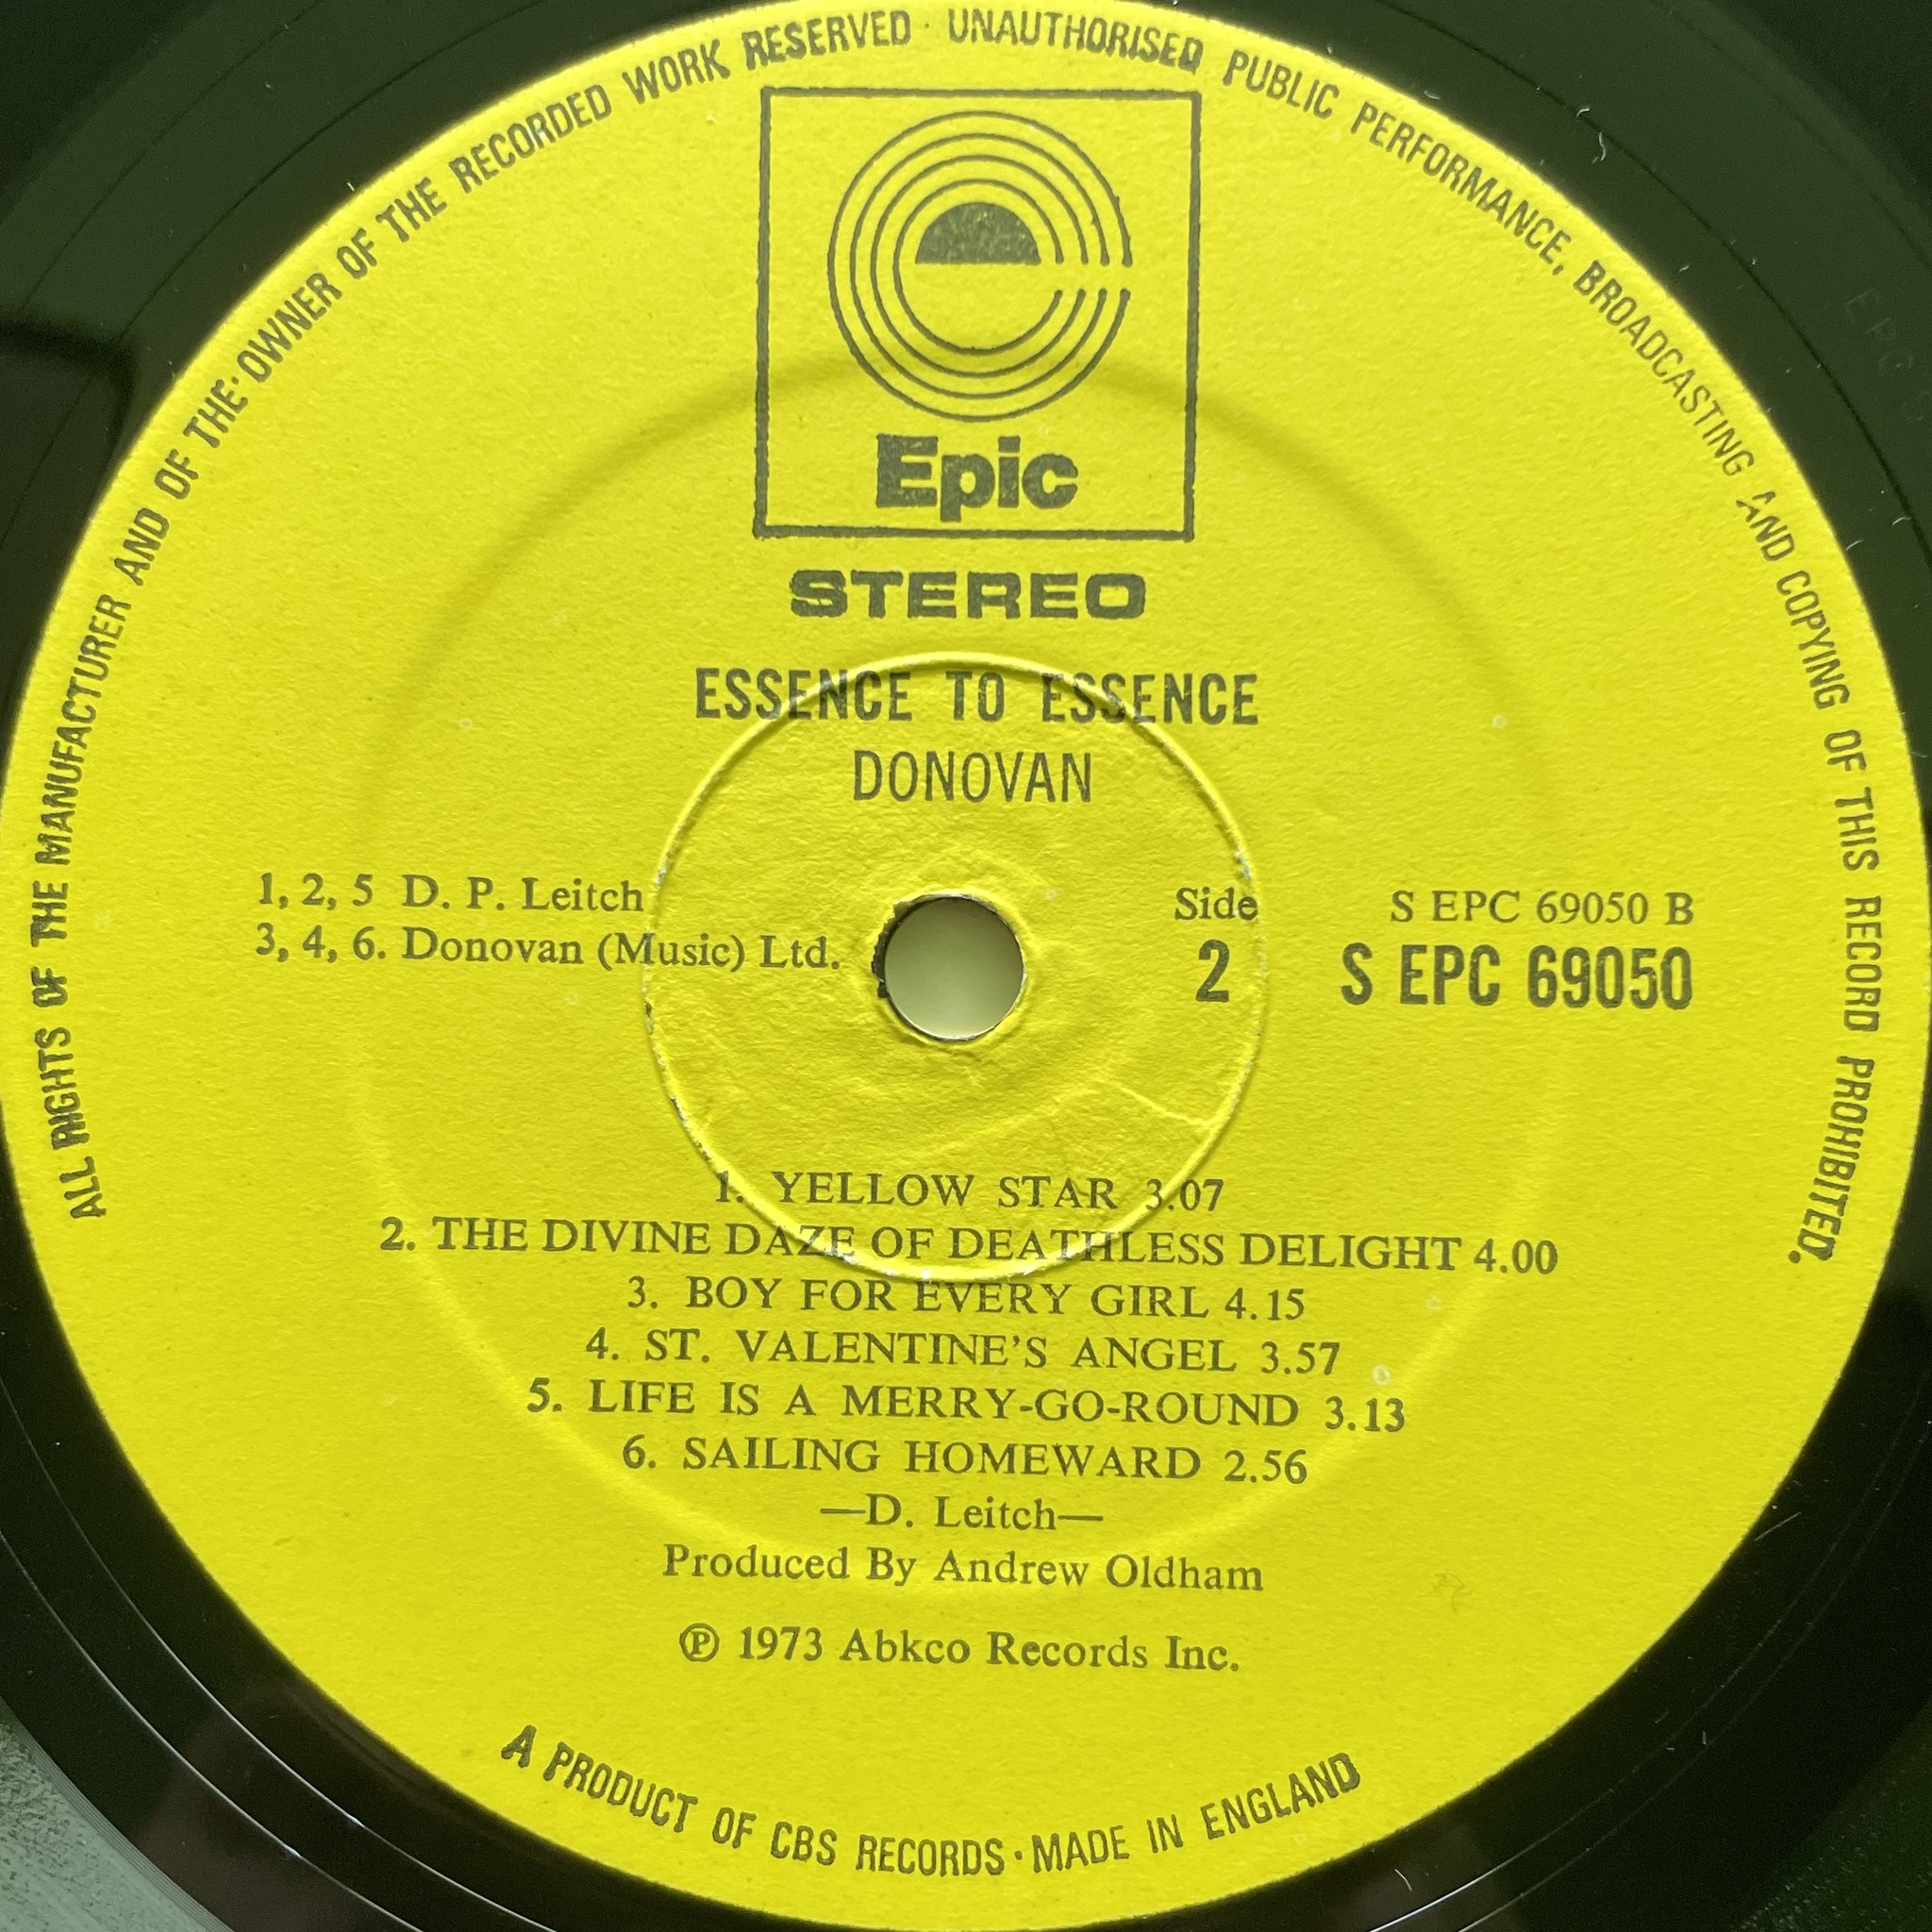 ALL RIGHTS OF THE MANUFACTURER AND OF THE OWNER OF THE RECORDED WORK RESERVED · UNAUTHORISED PUBLIC PERFORMANCE, BROADCASTING AND COPYING OF THIS RECORD PROHIBITED.
Epic
STEREO
ESSENCE TO ESSENCE
DONOVAN
1, 2, 5 D. P. Leitch
3, 4, 6. Donovan (Music) Ltd.
Side
2
S EPC 69050 B
S EPC 69050
1. YELLOW STAR 3.07
2. THE DIVINE DAZE OF DEATHLESS DELIGHT 4.00
3. BOY FOR EVERY GIRL 4.15
4. ST. VALENTINE'S ANGEL 3.57
5. LIFE IS A MERRY-GO-ROUND 3.13
6. SAILING HOMEWARD 2.56
—D. Leitch—
Produced By Andrew Oldham
℗ 1973 Abkco Records Inc.
A PRODUCT OF CBS RECORDS · MADE IN ENGLAND